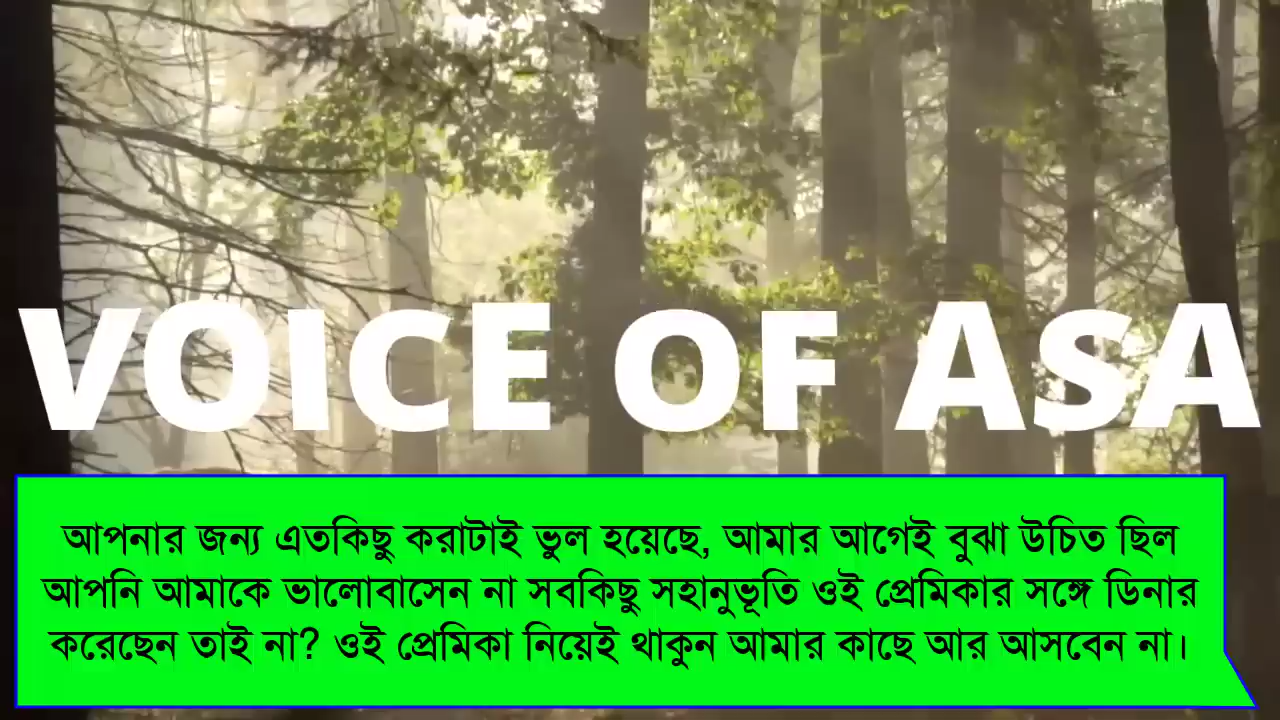 VOICE OF ASA
আপনার জন্য এতকিছু করাটাই ভুল হয়েছে, আমার আগেই বুঝা উচিত ছিল
আপনি আমাকে ভালোবাসেন না সবকিছু সহানুভূতি ওই প্রেমিকার সঙ্গে ডিনার
করেছেন তাই না? ওই প্রেমিকা নিয়েই থাকুন আমার কাছে আর আসবেন না।